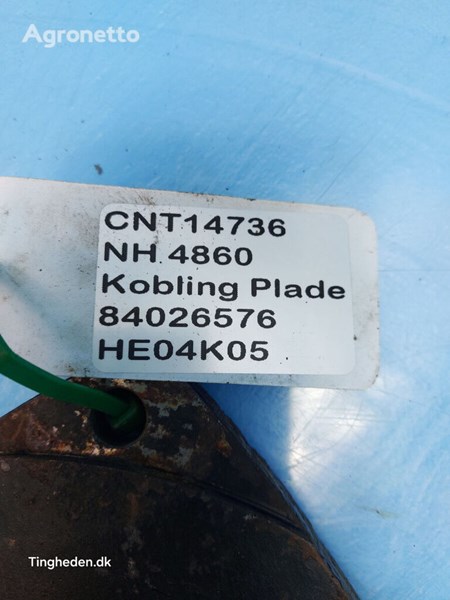 Agronetto
CNT14736
NH 4860
Kobling Plade
84026576
HE04K05
Tingheden.dk